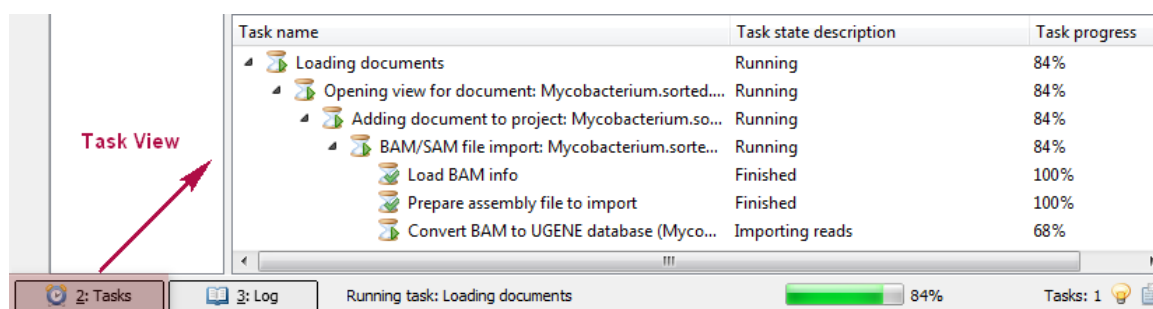 Task name Task state description Task progress
Loading documents Running 84%
Opening view for document: Mycobacterium.sorted.... Running 84%
Adding document to project: Mycobacterium.so... Running 84%
Task View
BAM/SAM file import: Mycobacterium.sorte... Running 84%
Load BAM info Finished 100%
Prepare assembly file to import Finished 100%
Convert BAM to UGENE database (Myco... Importing reads 68%
2: Tasks 3: Log Running task: Loading documents 84% Tasks: 1